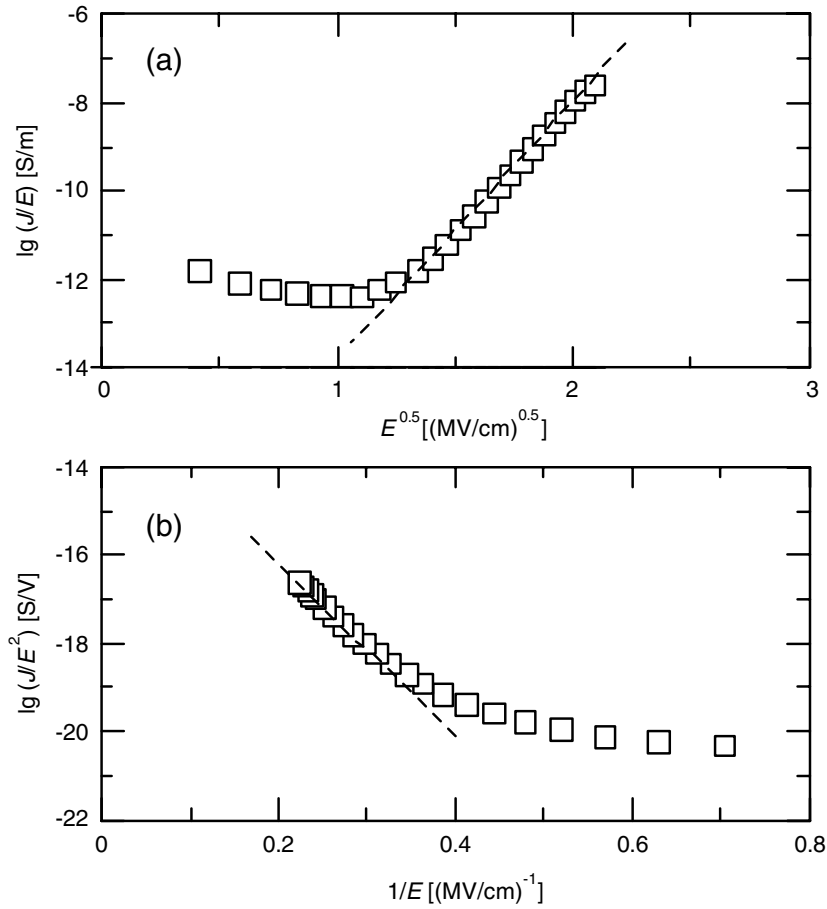 -6
(a)
-8
-10
-12
-14
lg (J/E) [S/m]
0 1 2 3
E^0.5 [(MV/cm)^0.5]
-14
(b)
-16
-18
-20
-22
lg (J/E^2) [S/V]
0 0.2 0.4 0.6 0.8
1/E [(MV/cm)^-1]